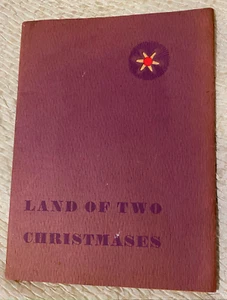 LAND OF TWO
CHRISTMASES